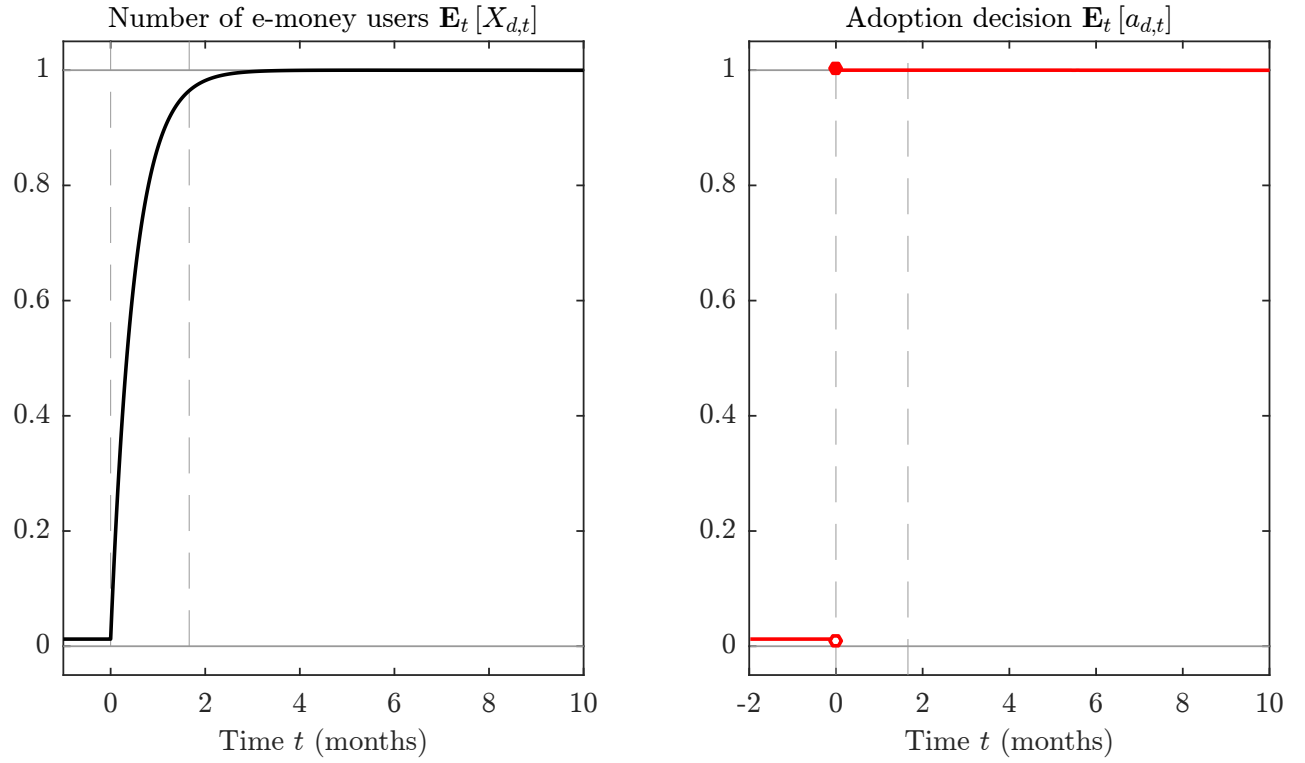 Number of e-money users E_t [X_{d,t}]
1
0.8
0.6
0.4
0.2
0
0 2 4 6 8 10
Time t (months)
Adoption decision E_t [a_{d,t}]
1
0.8
0.6
0.4
0.2
0
-2 0 2 4 6 8 10
Time t (months)